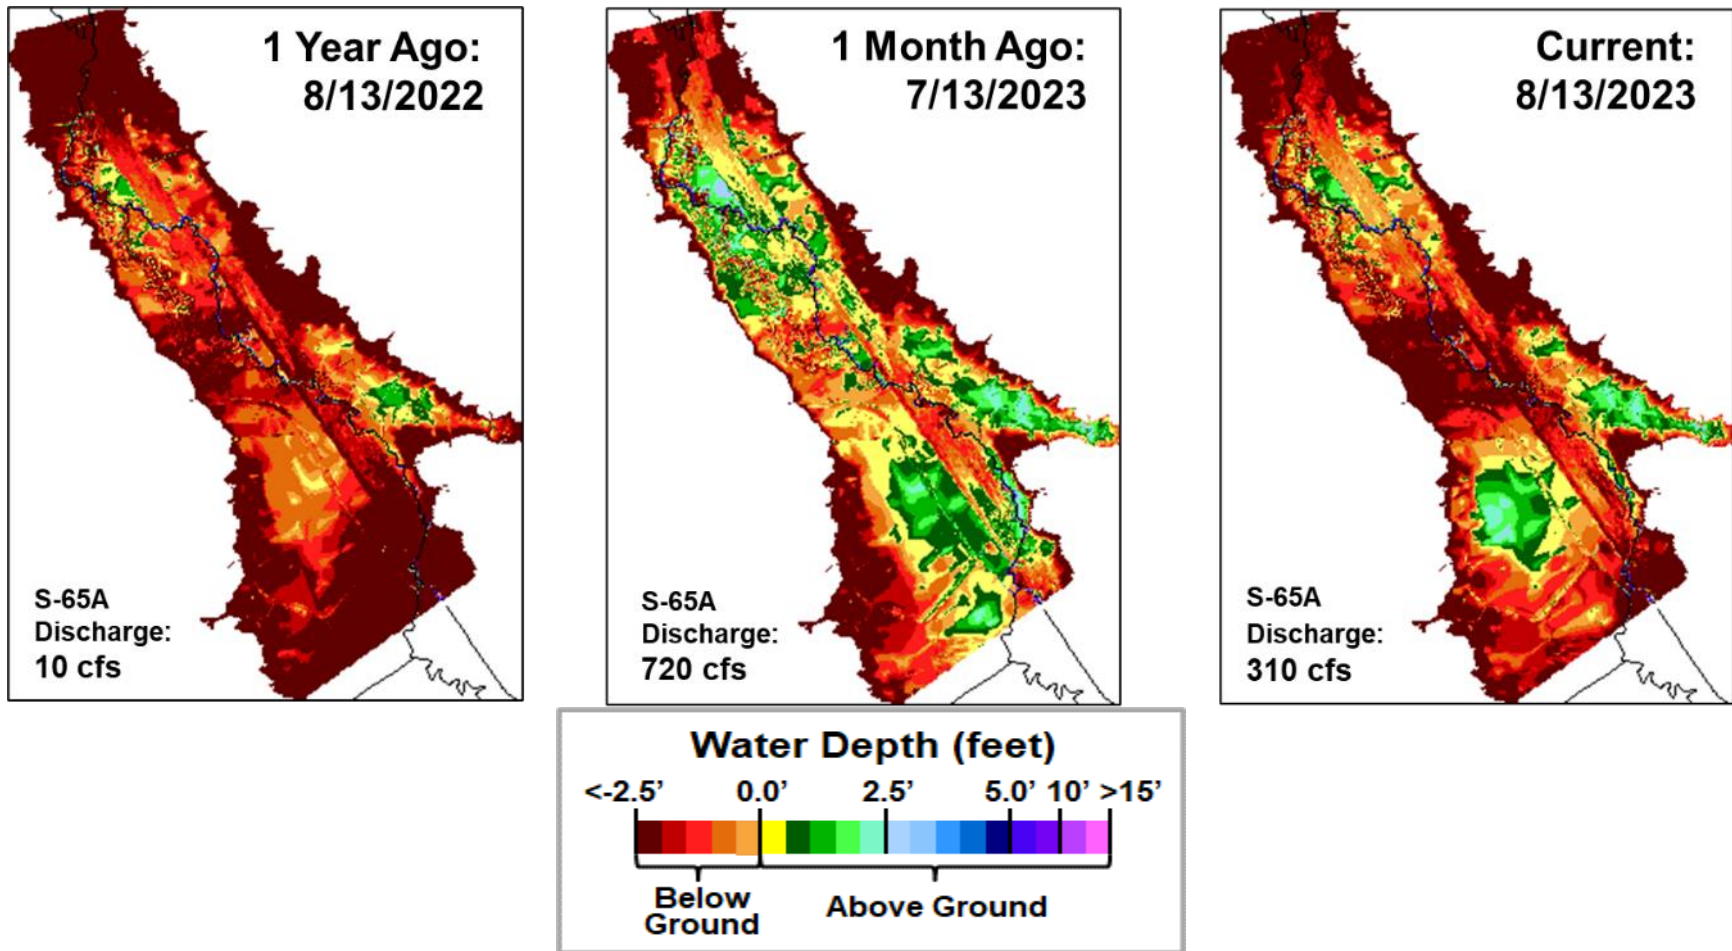 1 Year Ago:
8/13/2022
S-65A
Discharge:
10 cfs
1 Month Ago:
7/13/2023
S-65A
Discharge:
720 cfs
Current:
8/13/2023
S-65A
Discharge:
310 cfs
Water Depth (feet)
<-2.5’ 0.0’ 2.5’ 5.0’ 10’ >15’
Below
Ground
Above Ground